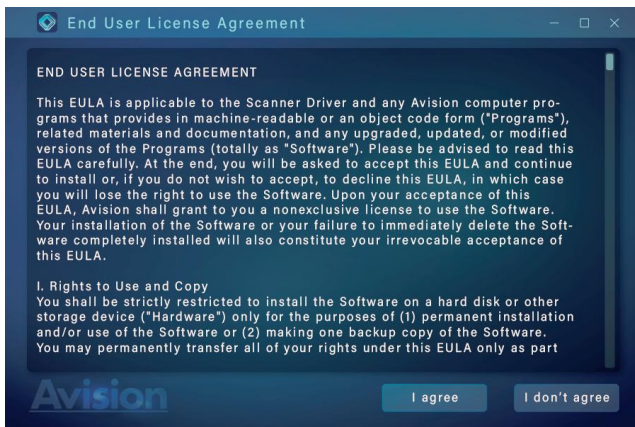 End User License Agreement
END USER LICENSE AGREEMENT
This EULA is applicable to the Scanner Driver and any Avision computer pro-
grams that provides in machine-readable or an object code form ("Programs"),
related materials and documentation, and any upgraded, updated, or modified
versions of the Programs (totally as "Software"). Please be advised to read this
EULA carefully. At the end, you will be asked to accept this EULA and continue
to install or, if you do not wish to accept, to decline this EULA, in which case
you will lose the right to use the Software. Upon your acceptance of this
EULA, Avision shall grant to you a nonexclusive license to use the Software.
Your installation of the Software or your failure to immediately delete the Soft-
ware completely installed will also constitute your irrevocable acceptance of
this EULA.
I. Rights to Use and Copy
You shall be strictly restricted to install the Software on a hard disk or other
storage device ("Hardware") only for the purposes of (1) permanent installation
and/or use of the Software or (2) making one backup copy of the Software.
You may permanently transfer all of your rights under this EULA only as part
Avision
I agree
I don't agree